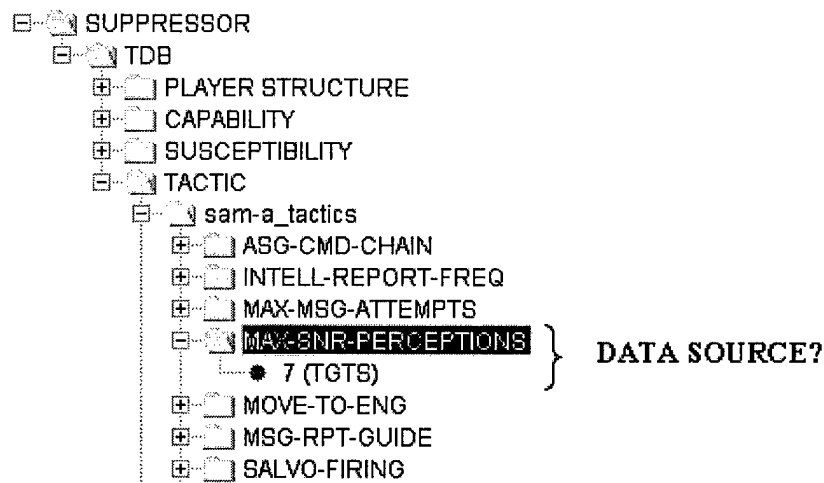 SUPPRESSOR
TDB
PLAYER STRUCTURE
CAPABILITY
SUSCEPTIBILITY
TACTIC
sam-a_tactics
ASG-CMD-CHAIN
INTELL-REPORT-FREQ
MAX-MSG-ATTEMPTS
MAX-SNR-PERCEPTIONS
DATA SOURCE?
7 (TGTS)
MOVE-TO-ENG
MSG-RPT-GUIDE
SALVO-FIRING